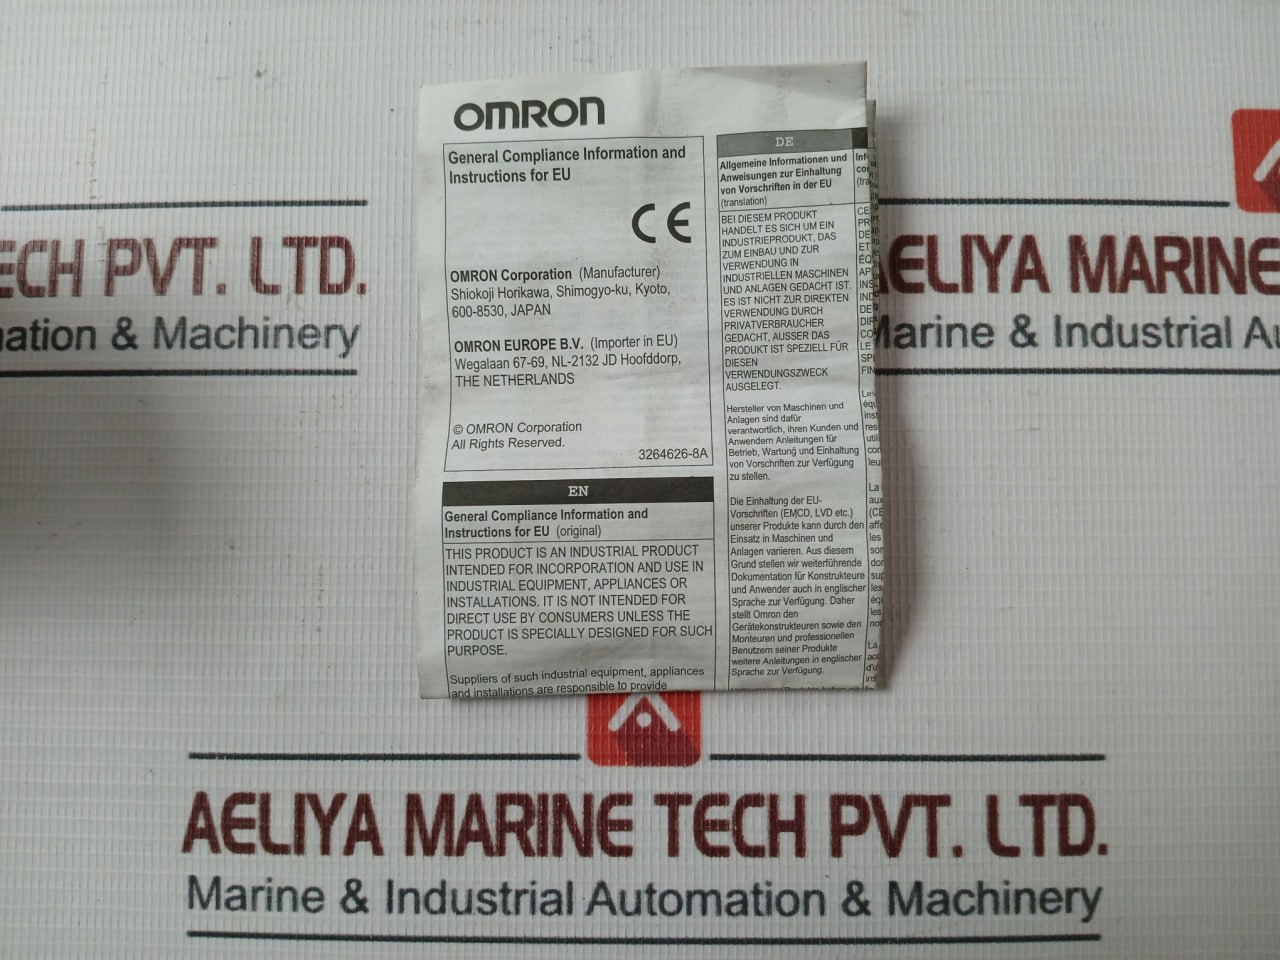 OMRON
General Compliance Information and
Instructions for EU
CE
OMRON Corporation (Manufacturer)
Shiokoji Horikawa, Shimogyo-ku, Kyoto,
600-8530, JAPAN
OMRON EUROPE B.V. (Importer in EU)
Wegalaan 67-69, NL-2132 JD Hoofddorp,
THE NETHERLANDS
© OMRON Corporation
All Rights Reserved.
3264626-8A
EN
General Compliance Information and
Instructions for EU (original)
THIS PRODUCT IS AN INDUSTRIAL PRODUCT
INTENDED FOR INCORPORATION AND USE IN
INDUSTRIAL EQUIPMENT, APPLIANCES OR
INSTALLATIONS. IT IS NOT INTENDED FOR
DIRECT USE BY CONSUMERS UNLESS THE
PRODUCT IS SPECIALLY DESIGNED FOR SUCH
PURPOSE.
Suppliers of such industrial equipment, appliances
and installations are responsible to provide
DE
Allgemeine Informationen und
Anweisungen zur Einhaltung
von Vorschriften in der EU
(translation)
BEI DIESEM PRODUKT
HANDELT ES SICH UM EIN
INDUSTRIEPRODUKT, DAS
ZUM EINBAU UND ZUR
VERWENDUNG IN
INDUSTRIELLEN MASCHINEN
UND ANLAGEN GEDACHT IST.
ES IST NICHT ZUR DIREKTEN
VERWENDUNG DURCH
PRIVATVERBRAUCHER
GEDACHT, AUSSER DAS
PRODUKT IST SPEZIELL FÜR
DIESEN
VERWENDUNGSZWECK
AUSGELEGT.
Hersteller von Maschinen und
Anlagen sind dafür
verantwortlich, ihren Kunden und
Anwendern Anleitungen für
Betrieb, Wartung und Einhaltung
von Vorschriften zur Verfügung
zu stellen.
Die Einhaltung der EU-
Vorschriften (EMCD, LVD etc.)
unserer Produkte kann durch den
Einsatz in Maschinen und
Anlagen variieren. Aus diesem
Grund stellen wir weiterführende
Dokumentation für Konstrukteure
und Anwender auch in englischer
Sprache zur Verfügung. Daher
stellt Omron den
Gerätekonstrukteuren sowie den
Monteuren und professionellen
Benutzern seiner Produkte
weitere Anleitungen in englischer
Sprache zur Verfügung.
ECH PVT. LTD.
ation & Machinery
AELIYA MARINE
Marine & Industrial Au
AELIYA MARINE TECH PVT. LTD.
Marine & Industrial Automation & Machinery